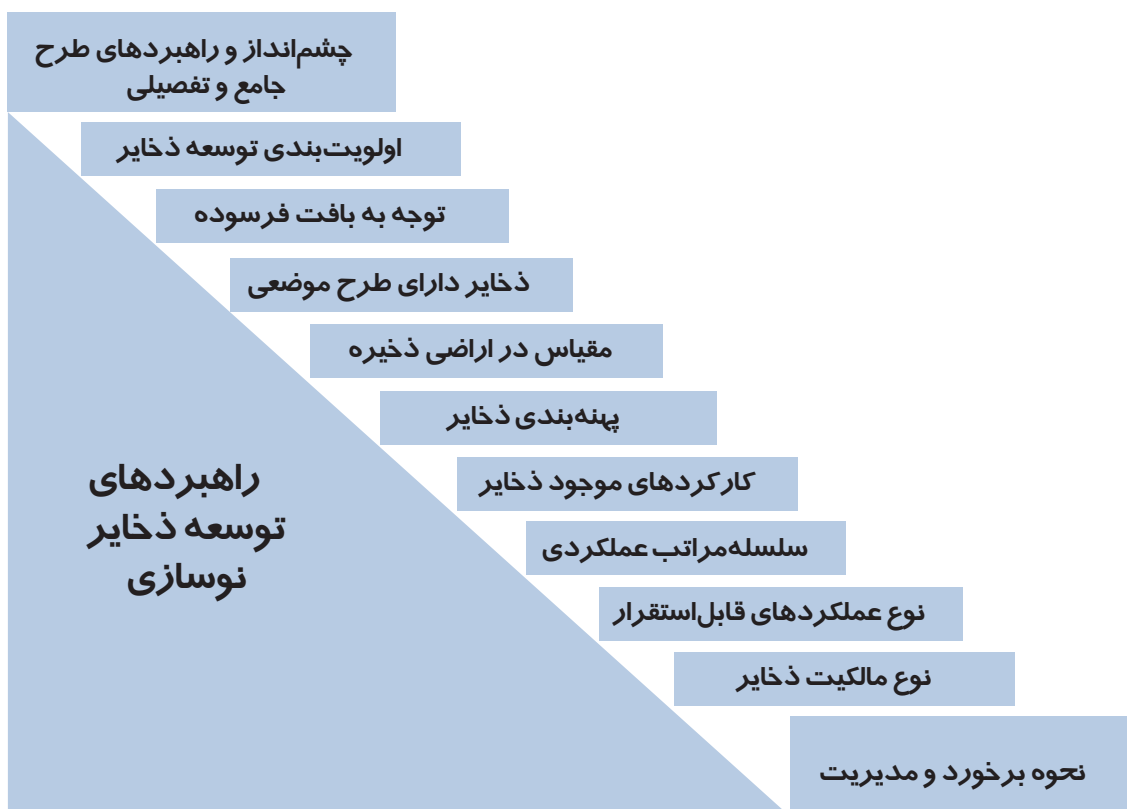 چشم‌انداز و راهبردهای طرح
جامع و تفصیلی
اولویت‌بندی توسعه ذخایر
توجه به بافت فرسوده
ذخایر دارای طرح موضعی
مقیاس در اراضی ذخیره
پهنه‌بندی ذخایر
کارکردهای موجود ذخایر
سلسله‌مراتب عملکردی
نوع عملکردهای قابل‌استقرار
نوع مالکیت ذخایر
نحوه برخورد و مدیریت
راهبردهای
توسعه ذخایر
نوسازی